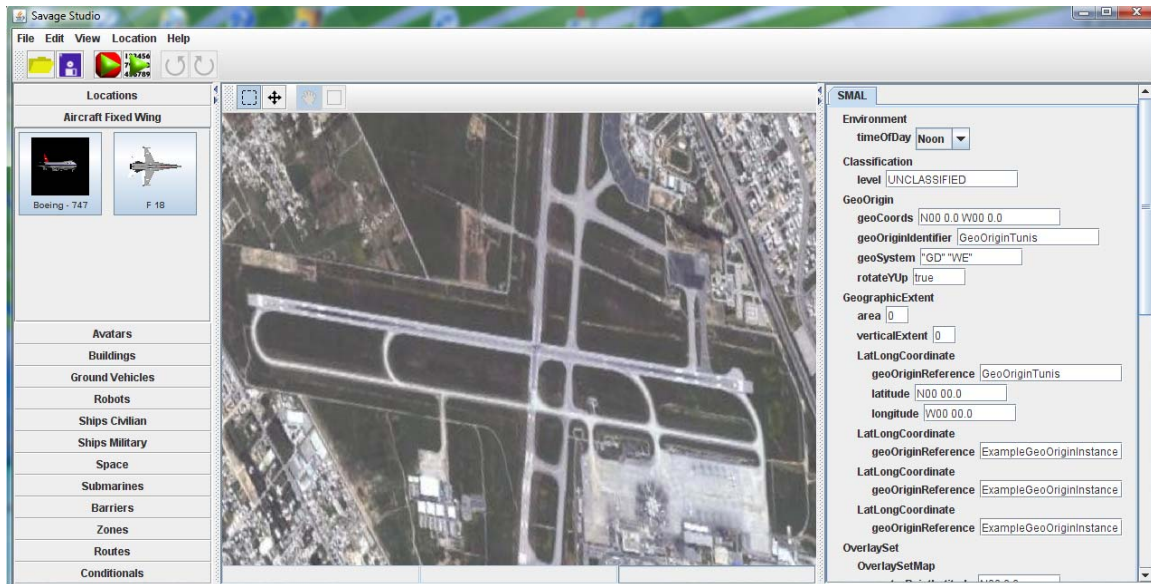 Savage Studio
File Edit View Location Help
123456
789
456789
Locations
Aircraft Fixed Wing
Boeing - 747
F 18
Avatars
Buildings
Ground Vehicles
Robots
Ships Civilian
Ships Military
Space
Submarines
Barriers
Zones
Routes
Conditionals
SMAL
Environment
timeOfDay Noon
Classification
level UNCLASSIFIED
GeoOrigin
geoCoords N00 0.0 W00 0.0
geoOriginIdentifier GeoOriginTunis
geoSystem "GD" "WE"
rotateYUp true
GeographicExtent
area 0
verticalExtent 0
LatLongCoordinate
geoOriginReference GeoOriginTunis
latitude N00 00.0
longitude W00 00.0
LatLongCoordinate
geoOriginReference ExampleGeoOriginInstance
LatLongCoordinate
geoOriginReference ExampleGeoOriginInstance
LatLongCoordinate
geoOriginReference ExampleGeoOriginInstance
OverlaySet
OverlaySetMap